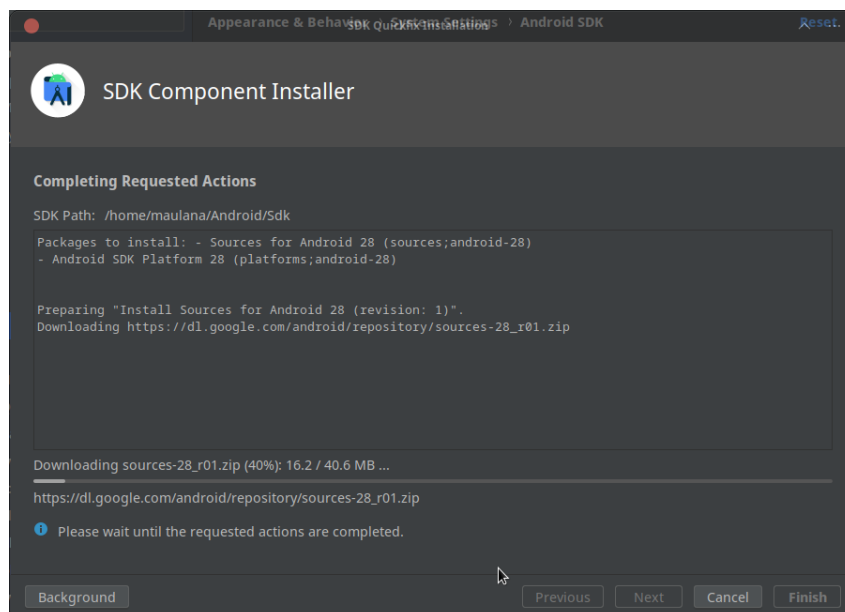 Appearance & Behavior › System Settings › Android SDK
SDK Quickfix Installation
Reset
...
SDK Component Installer
Completing Requested Actions
SDK Path: /home/maulana/Android/Sdk
Packages to install: - Sources for Android 28 (sources;android-28)
- Android SDK Platform 28 (platforms;android-28)
Preparing "Install Sources for Android 28 (revision: 1)".
Downloading https://dl.google.com/android/repository/sources-28_r01.zip
Downloading sources-28_r01.zip (40%): 16.2 / 40.6 MB ...
https://dl.google.com/android/repository/sources-28_r01.zip
Please wait until the requested actions are completed.
Background
Previous
Next
Cancel
Finish